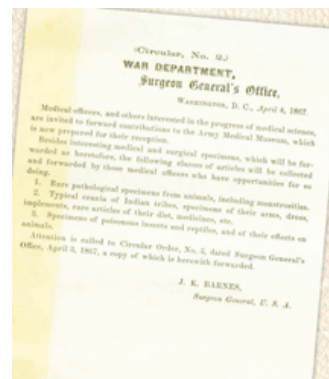 (Circular, No. 2.)
WAR DEPARTMENT,
Surgeon General's Office,
WASHINGTON, D. C., April 4, 1867.
Medical officers, and others interested in the progress of medical science,
are invited to forward contributions to the Army Medical Museum, which
is now prepared for their reception.
Besides interesting medical and surgical specimens, which will be for-
warded as heretofore, the following classes of articles will be collected
and forwarded by those medical officers who have opportunities for so
doing.
1. Rare pathological specimens from animals, including monstrosities.
2. Typical crania of Indian tribes, specimens of their arms, dress,
implements, rare articles of their diet, medicines, etc.
3. Specimens of poisonous insects and reptiles, and of their effects on
animals.
Attention is called to Circular Order, No. 5, dated Surgeon General's
Office, April 3, 1867, a copy of which is herewith forwarded.
J. K. BARNES,
Surgeon General, U. S. A.